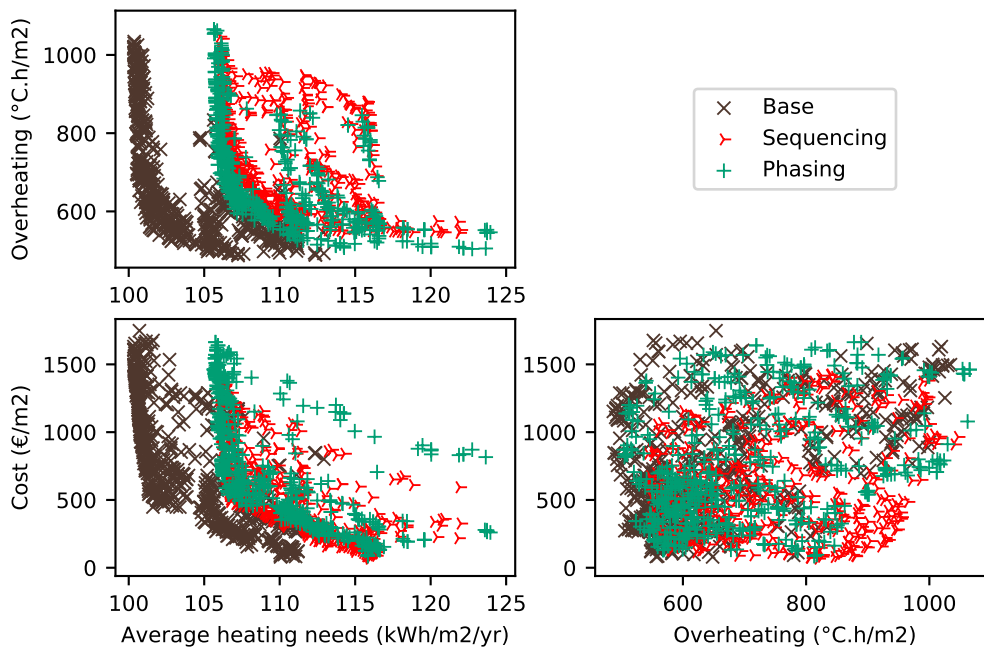 Overheating (°C.h/m2)
1000
800
600
100 105 110 115 120 125
Base
Sequencing
Phasing
Cost (€/m2)
1500
1000
500
0
100 105 110 115 120 125
Average heating needs (kWh/m2/yr)
1500
1000
500
0
600 800 1000
Overheating (°C.h/m2)